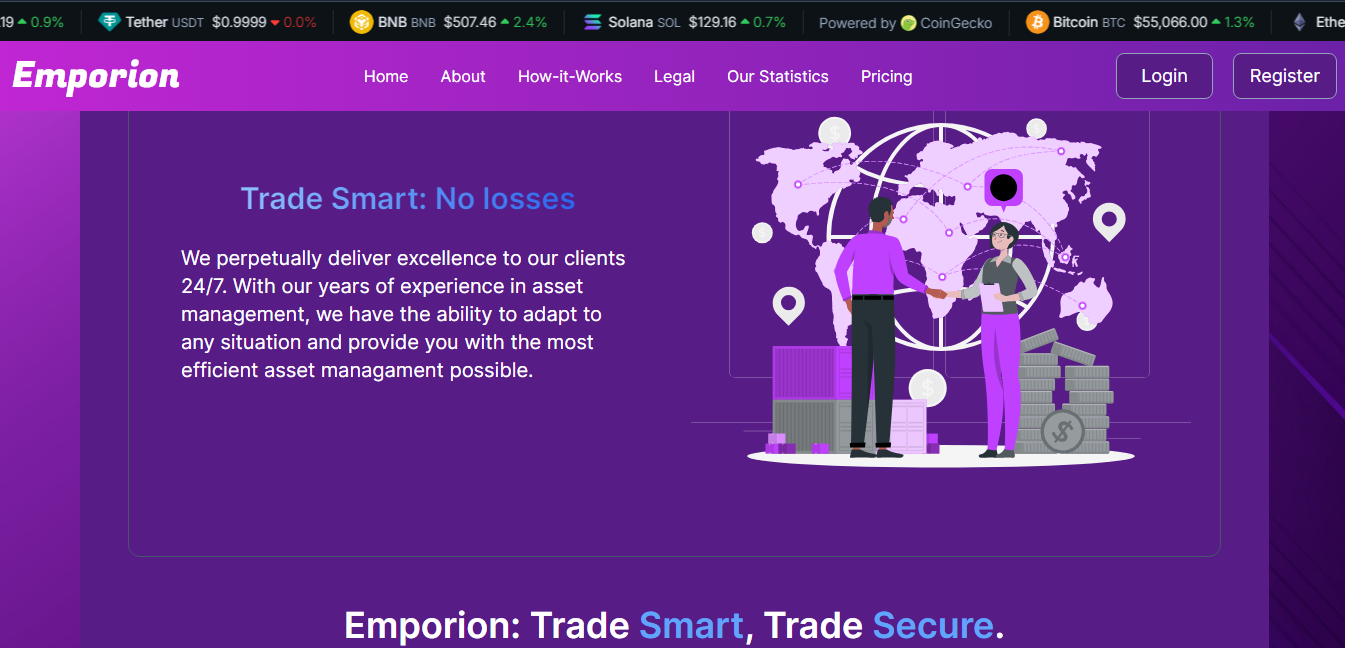 19 0.9% Tether USDT $0.9999 0.0% BNB BNB $507.46 2.4% Solana SOL $129.16 0.7% Powered by CoinGecko Bitcoin BTC $55,066.00 1.3% Ethe
Emporion Home About How-it-Works Legal Our Statistics Pricing Login Register
Trade Smart: No losses
We perpetually deliver excellence to our clients
24/7. With our years of experience in asset
management, we have the ability to adapt to
any situation and provide you with the most
efficient asset managament possible.
$
$
$
$
Emporion: Trade Smart, Trade Secure.